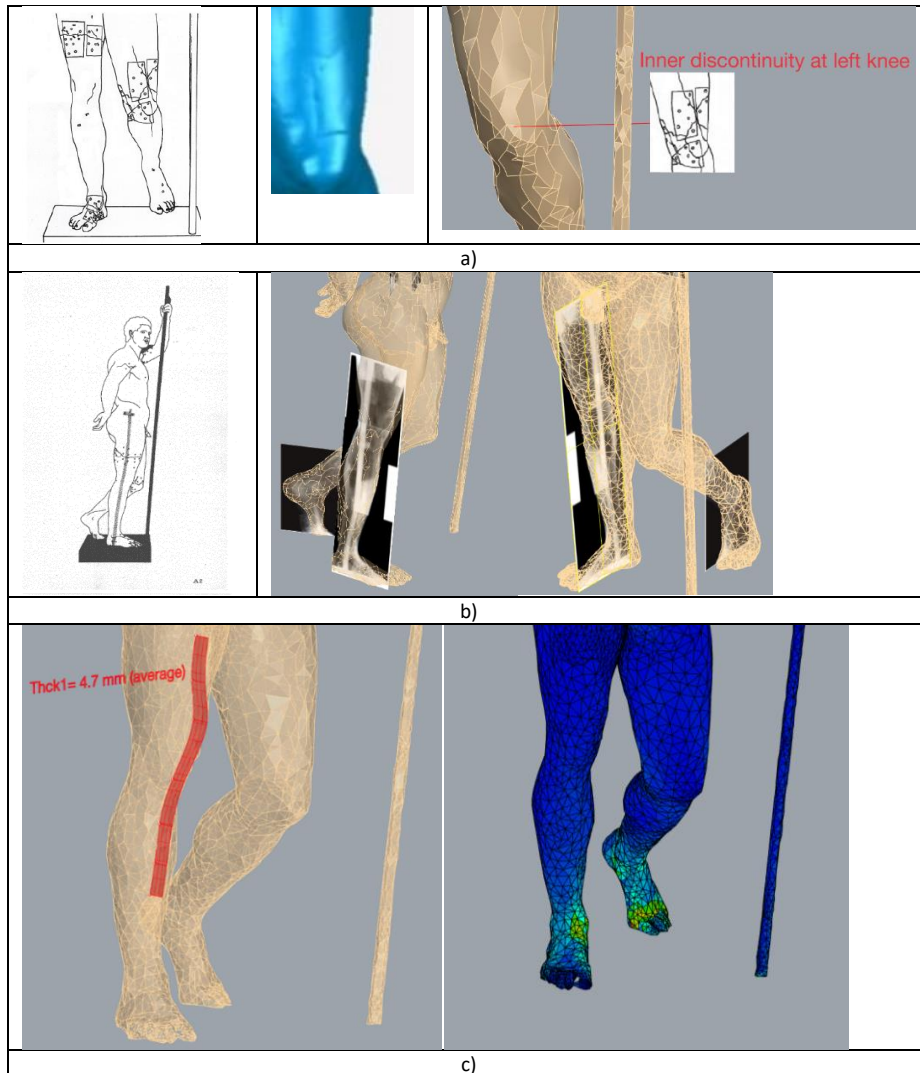 Inner discontinuity at left knee
a)
b)
Thck1= 4.7 mm (average)
c)